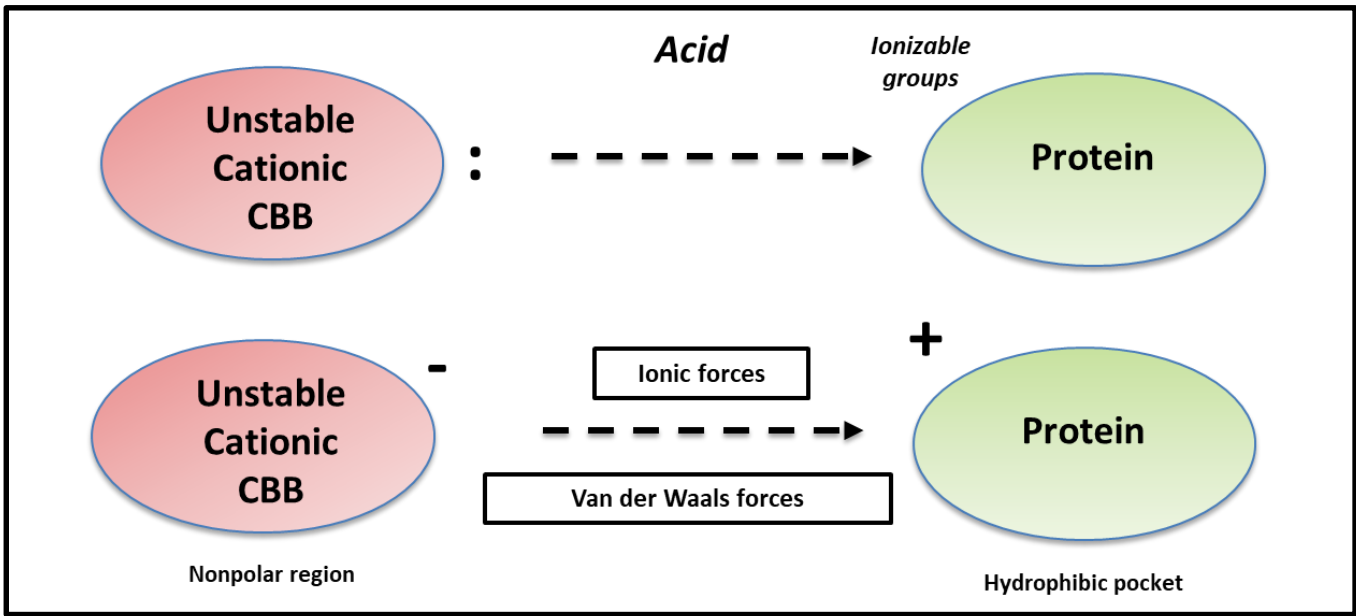 Acid
Ionizable
groups
Unstable
Cationic
CBB
:
Protein
-
+
Unstable
Cationic
CBB
Ionic forces
Van der Waals forces
Protein
Nonpolar region
Hydrophibic pocket